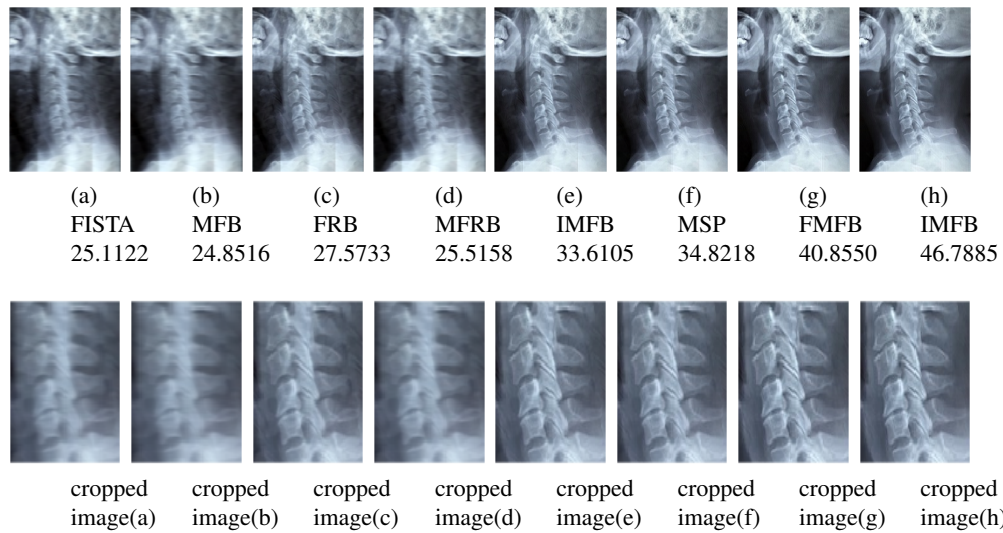 (a) (b) (c) (d) (e) (f) (g) (h)
FISTA MFB FRB MFRB IMFB MSP FMFB IMFB
25.1122 24.8516 27.5733 25.5158 33.6105 34.8218 40.8550 46.7885
cropped cropped cropped cropped cropped cropped cropped cropped
image(a) image(b) image(c) image(d) image(e) image(f) image(g) image(h)